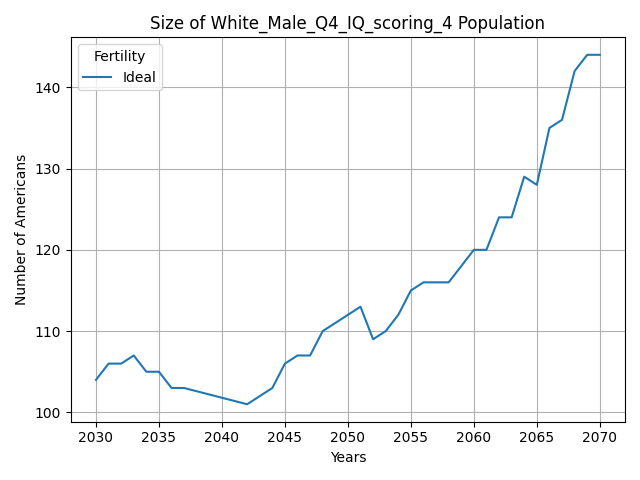 Size of White_Male_Q4_IQ_scoring_4 Population
Fertility
Ideal
Number of Americans
140
130
120
110
100
2030 2035 2040 2045 2050 2055 2060 2065 2070
Years